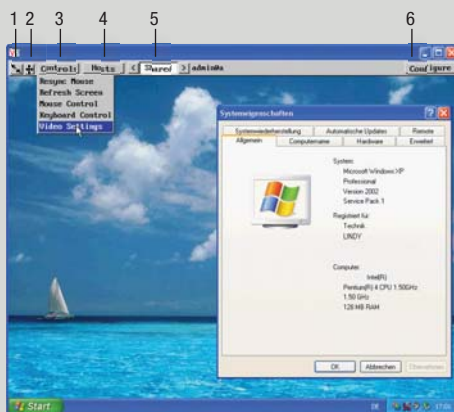 1 2 3 4 5 6
Controls Hosts < Shared > admin Configure
Resync Mouse
Refresh Screen
Mouse Control
Keyboard Control
Video Settings
Systemeigenschaften
Systemwiederherstellung Automatische Updates Remote
Allgemein Computername Hardware Erweitert
System:
Microsoft Windows XP
Professional
Version 2002
Service Pack 1
Registriert für:
Technik
LINDY
Computer:
Intel(R)
Pentium(R) 4 CPU 1.50GHz
1.50 GHz
128 MB RAM
OK Abbrechen Übernehmen
Start DE 17:01